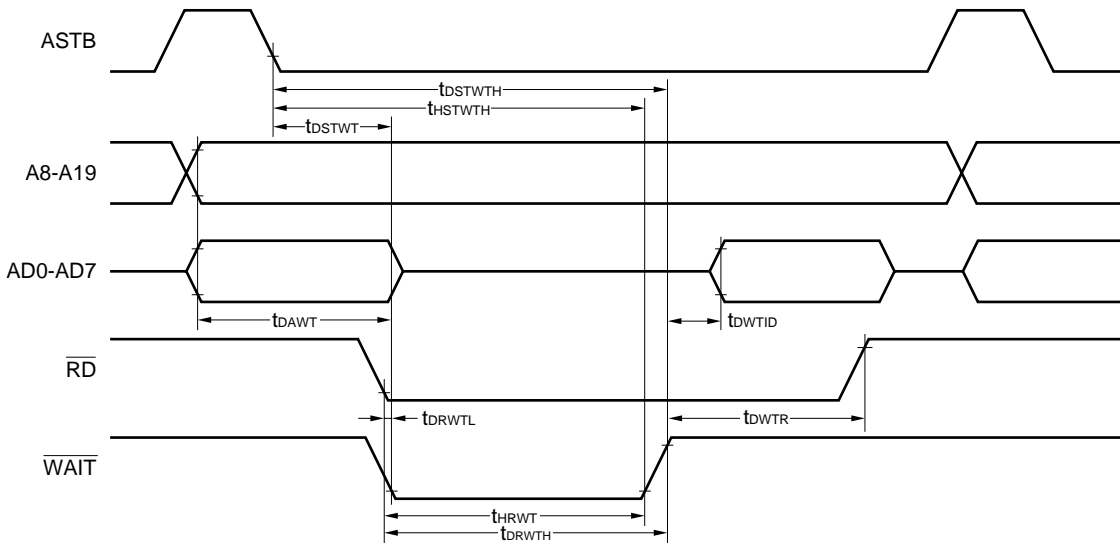 ASTB
tDSTWTH
tHSTWTH
tDSTWT
A8-A19
AD0-AD7
tDAWT
tDWTID
RD
tDRWTL
tDWTR
WAIT
tHRWT
tDRWTH